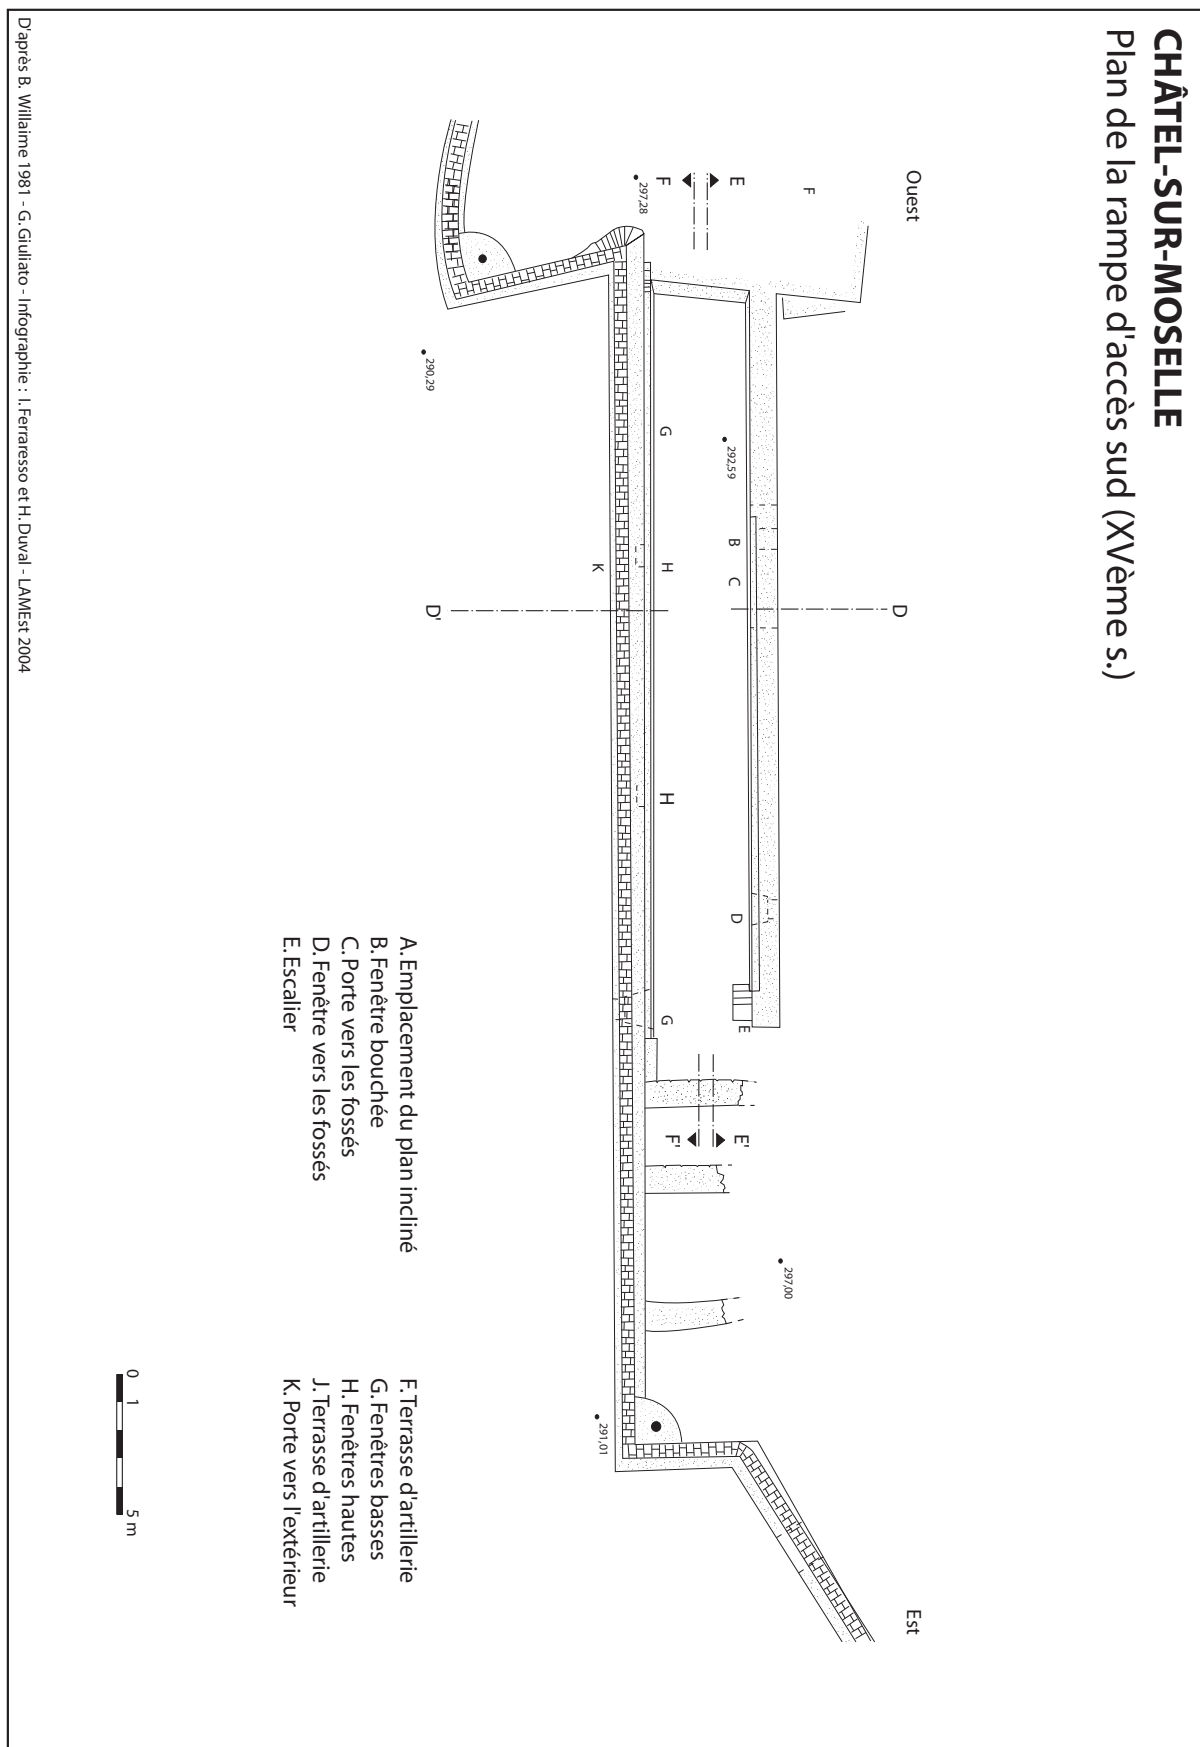 CHÂTEL-SUR-MOSELLE
Plan de la rampe d'accès sud (XVème s.)
Ouest
Est
F
E
F
297,28
290,29
G
292,59
B
C
H
K
D
D'
H
D
G
E
E'
F'
297,00
291,01
A. Emplacement du plan incliné
B. Fenêtre bouchée
C. Porte vers les fossés
D. Fenêtre vers les fossés
E. Escalier
F. Terrasse d'artillerie
G. Fenêtres basses
H. Fenêtres hautes
J. Terrasse d'artillerie
K. Porte vers l'extérieur
0 1 5 m
D'après B. Willaime 1981 - G. Giuliato - Infographie : I. Ferraresso et H. Duval - LAMEst 2004